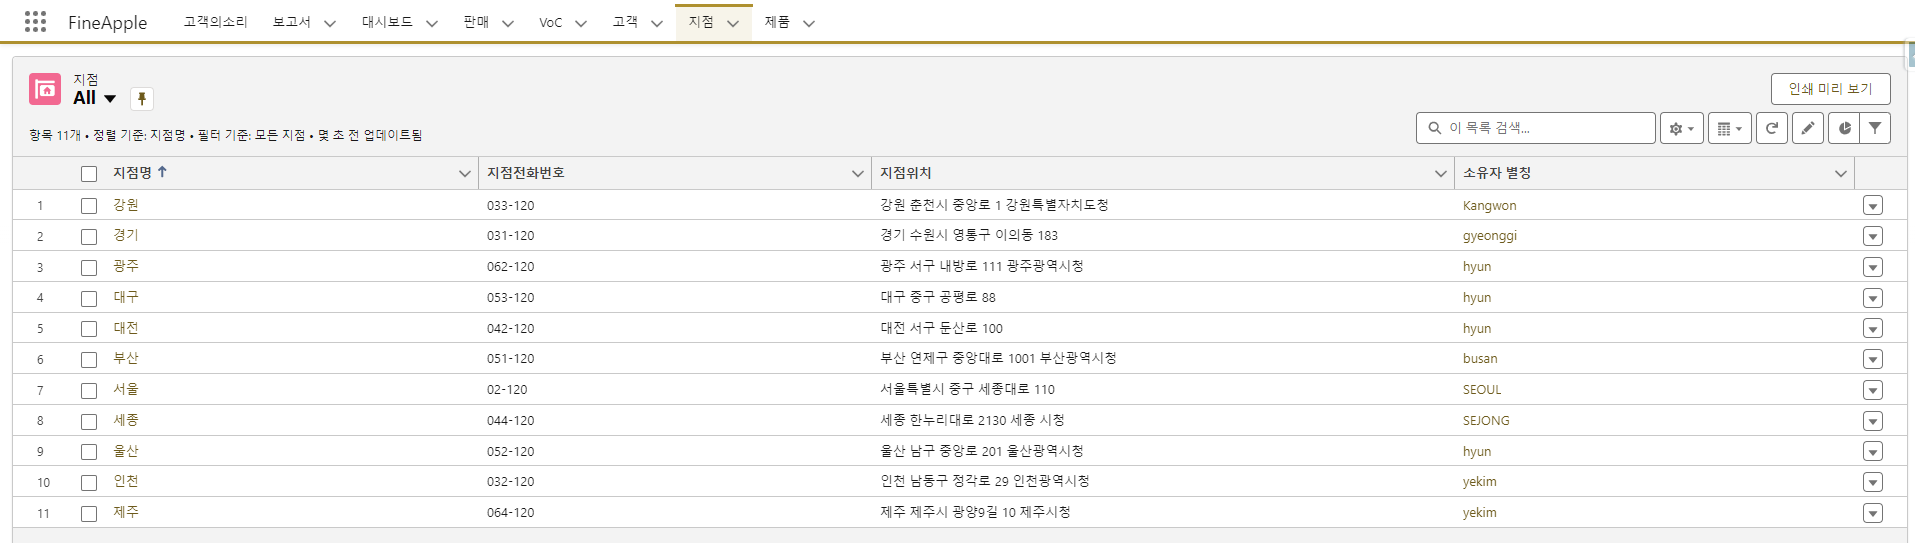 FineApple 고객의소리 보고서 대시보드 판매 VoC 고객 지점 제품
지점
All
인쇄 미리 보기
항목 11개 • 정렬 기준: 지점명 • 필터 기준: 모든 지점 • 몇 초 전 업데이트됨
이 목록 검색...
지점명 지점전화번호 지점위치 소유자 별칭
1 강원 033-120 강원 춘천시 중앙로 1 강원특별자치도청 Kangwon
2 경기 031-120 경기 수원시 영통구 이의동 183 gyeonggi
3 광주 062-120 광주 서구 내방로 111 광주광역시청 hyun
4 대구 053-120 대구 중구 공평로 88 hyun
5 대전 042-120 대전 서구 둔산로 100 hyun
6 부산 051-120 부산 연제구 중앙대로 1001 부산광역시청 busan
7 서울 02-120 서울특별시 중구 세종대로 110 SEOUL
8 세종 044-120 세종 한누리대로 2130 세종 시청 SEJONG
9 울산 052-120 울산 남구 중앙로 201 울산광역시청 hyun
10 인천 032-120 인천 남동구 정각로 29 인천광역시청 yekim
11 제주 064-120 제주 제주시 광양9길 10 제주시청 yekim